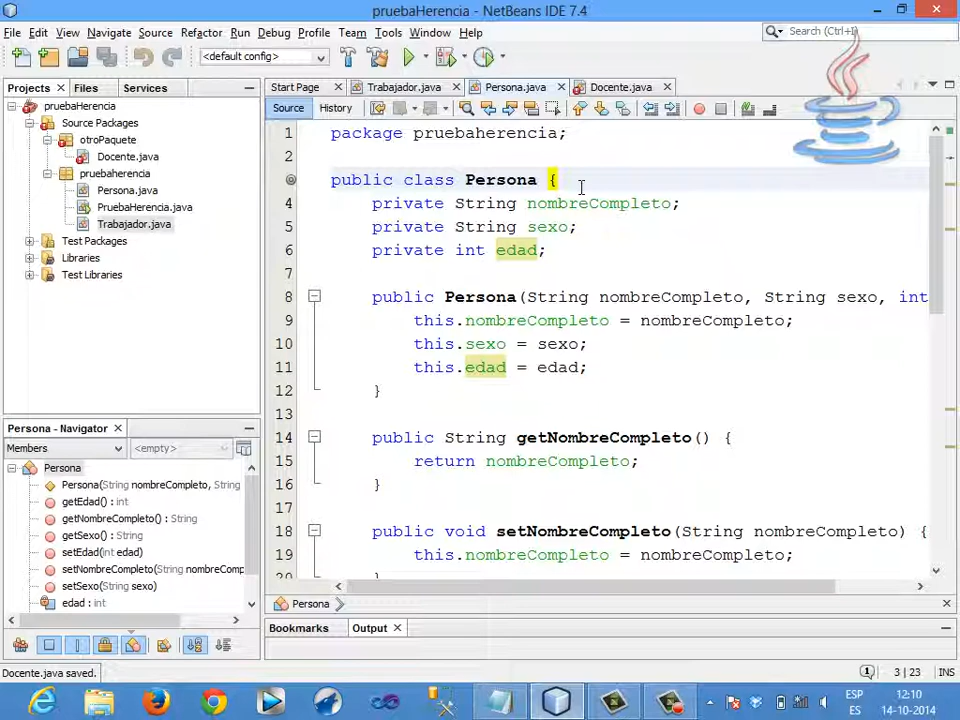 pruebaHerencia - NetBeans IDE 7.4
File Edit View Navigate Source Refactor Run Debug Profile Team Tools Window Help
Search (Ctrl+I)
<default config>
Projects Files Services
Start Page Trabajador.java Persona.java Docente.java
Source History
pruebaHerencia
Source Packages
otroPaquete
Docente.java
pruebaherencia
Persona.java
PruebaHerencia.java
Trabajador.java
Test Packages
Libraries
Test Libraries
1 package pruebaherencia;
2
public class Persona {
4 private String nombreCompleto;
5 private String sexo;
6 private int edad;
7
8 public Persona(String nombreCompleto, String sexo, int
9 this.nombreCompleto = nombreCompleto;
10 this.sexo = sexo;
11 this.edad = edad;
12 }
13
14 public String getNombreCompleto() {
15 return nombreCompleto;
16 }
17
18 public void setNombreCompleto(String nombreCompleto) {
19 this.nombreCompleto = nombreCompleto;
20 }
Persona - Navigator
Members <empty>
Persona
Persona(String nombreCompleto, String
getEdad() : int
getNombreCompleto() : String
getSexo() : String
setEdad(int edad)
setNombreCompleto(String nombreComp
setSexo(String sexo)
edad : int
Persona
Bookmarks Output
Docente.java saved.
1 3 | 23 INS
ESP
ES
12:10
14-10-2014
Java